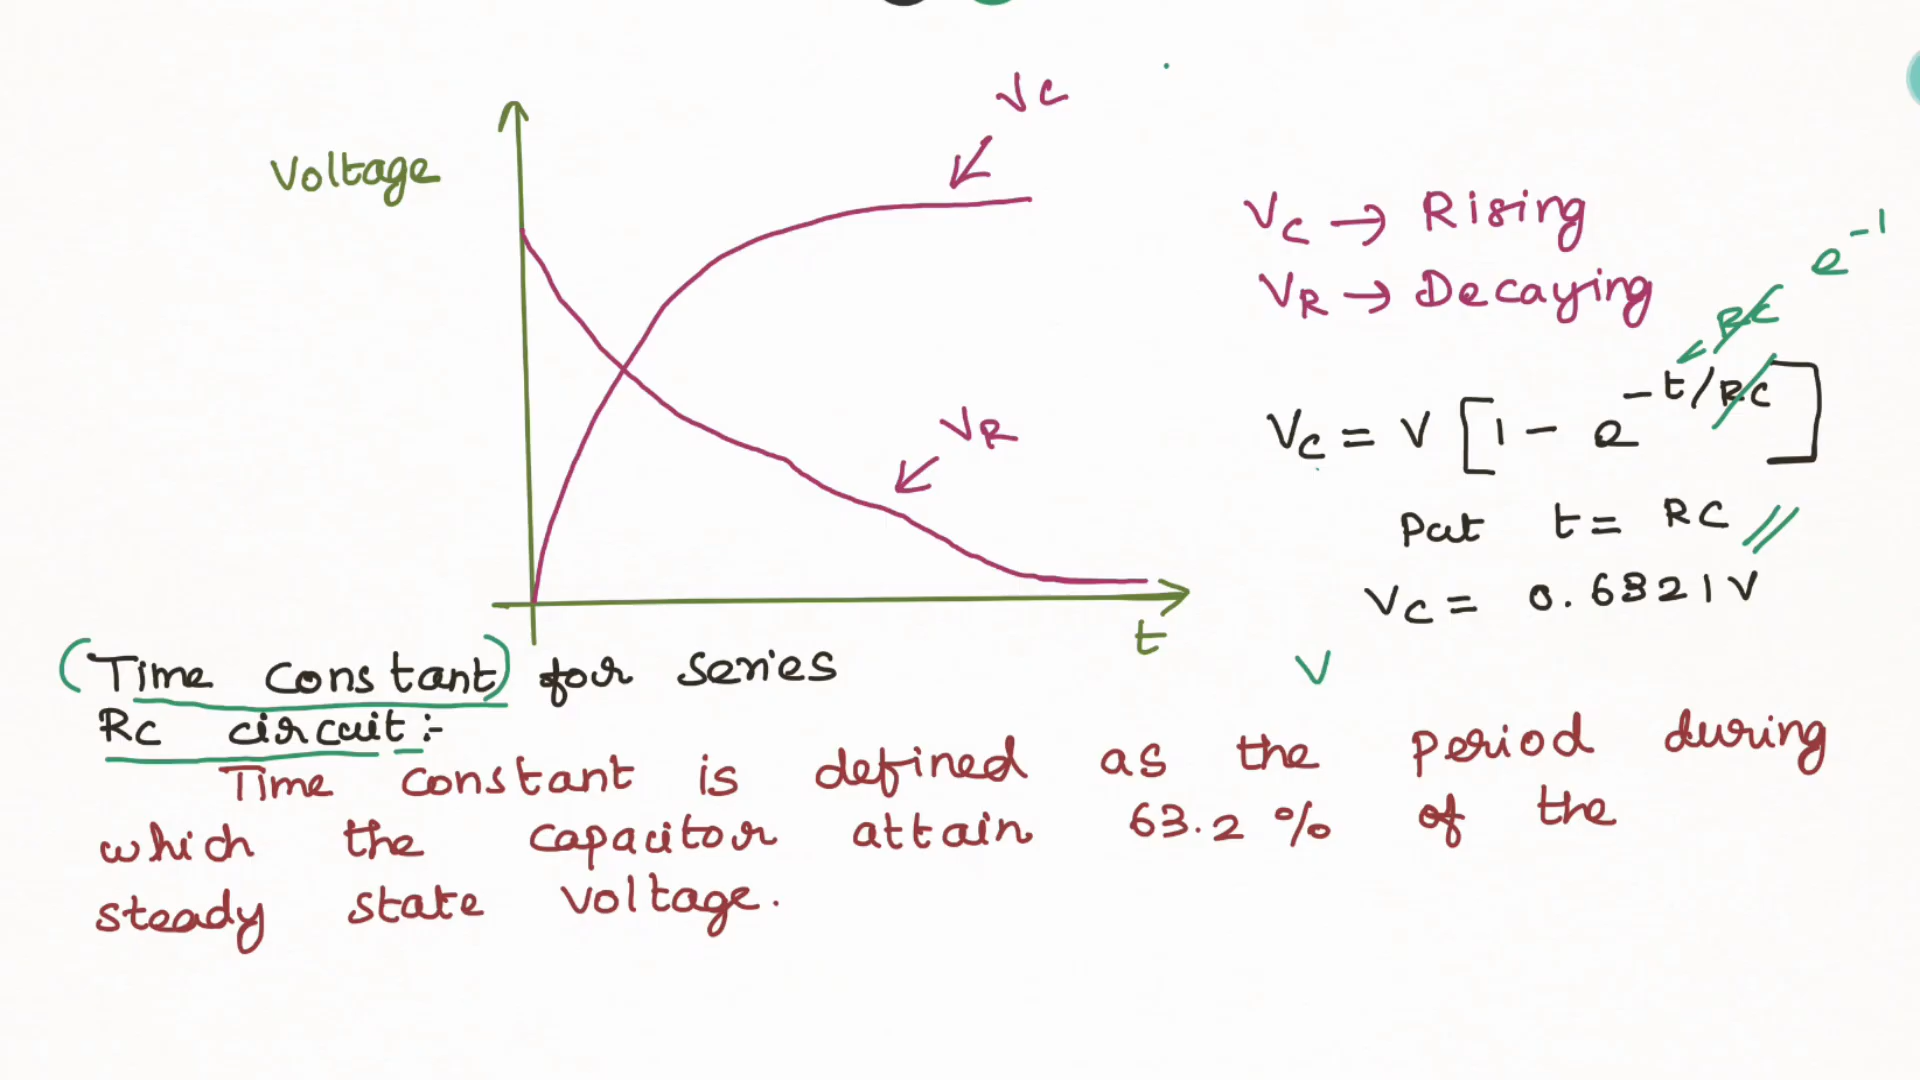 VC
Voltage
VC → Rising
e^-1
VR → Decaying
RC
VC = V [1 - e^-t/RC]
VR
Put t = RC
VC = 0.6321V
t
V
(Time Constant) for series
RC circuit :-
Time constant is defined as the period during
which the capacitor attain 63.2 % of the
steady state voltage.